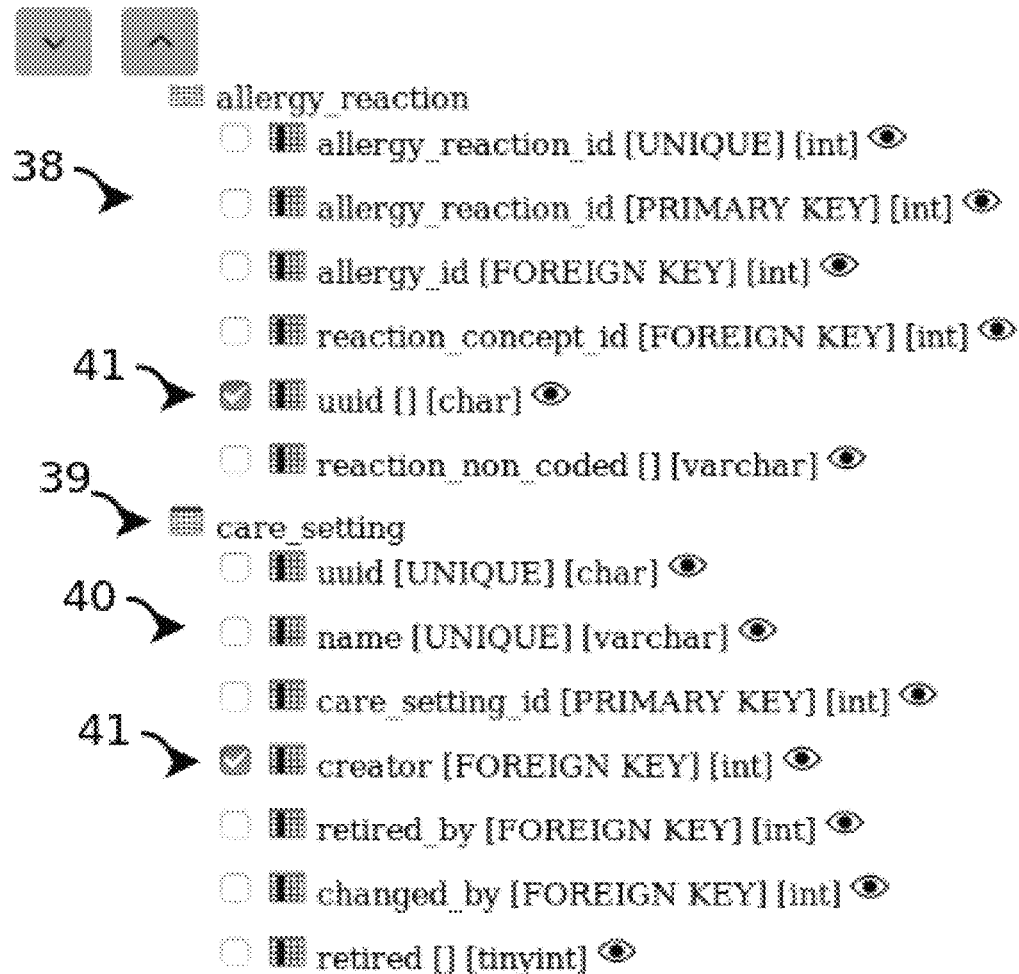 allergy_reaction
allergy_reaction_id [UNIQUE] [int]
38
allergy_reaction_id [PRIMARY KEY] [int]
allergy_id [FOREIGN KEY] [int]
reaction_concept_id [FOREIGN KEY] [int]
41
uuid [] [char]
reaction_non_coded [] [varchar]
39
care_setting
uuid [UNIQUE] [char]
40
name [UNIQUE] [varchar]
care_setting_id [PRIMARY KEY] [int]
41
creator [FOREIGN KEY] [int]
retired_by [FOREIGN KEY] [int]
changed_by [FOREIGN KEY] [int]
retired [] [tinyint]